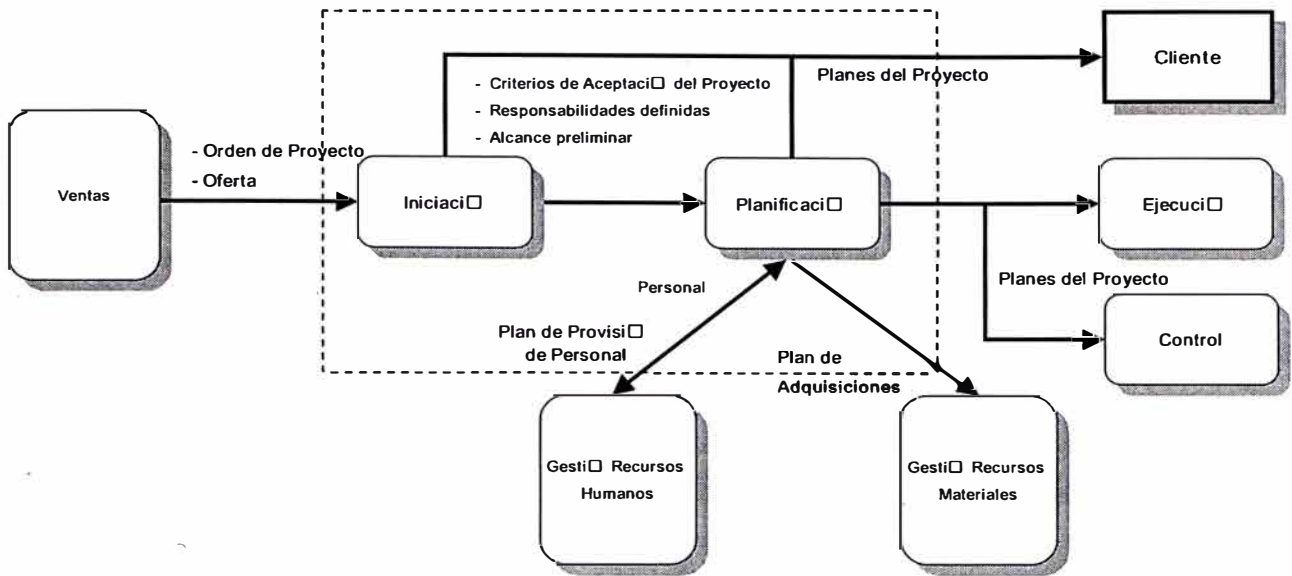 Cliente
Planes del Proyecto
- Criterios de Aceptaci□ del Proyecto
- Responsabilidades definidas
- Alcance preliminar
- Orden de Proyecto
- Oferta
Ventas
Iniciaci□
Planificaci□
Ejecuci□
Planes del Proyecto
Personal
Plan de Provisi□
de Personal
Plan de
Adquisiciones
Control
Gesti□ Recursos
Humanos
Gesti□ Recursos
Materiales